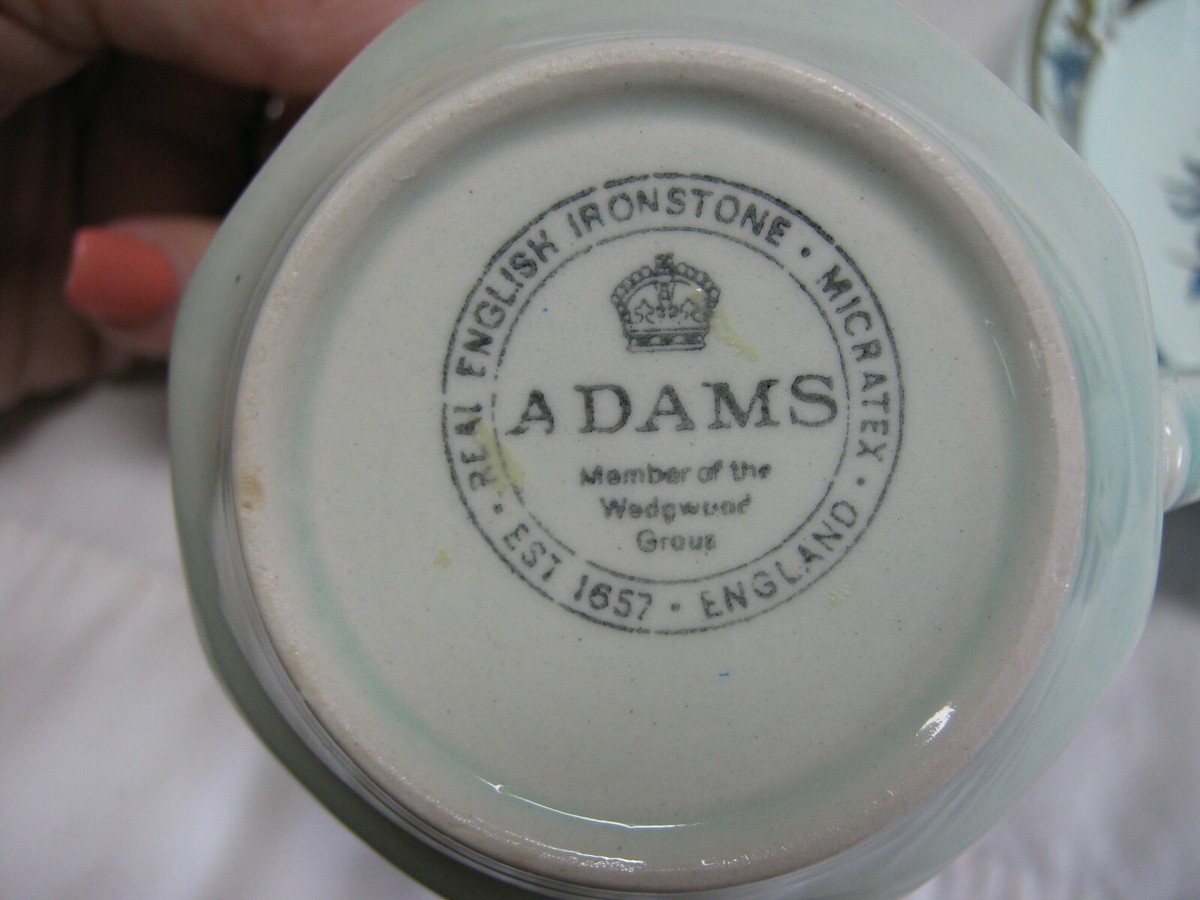 REAL ENGLISH IRONSTONE · MICRATEX ·
ADAMS
Member of the
Wedgwood
Group
· EST 1657 · ENGLAND